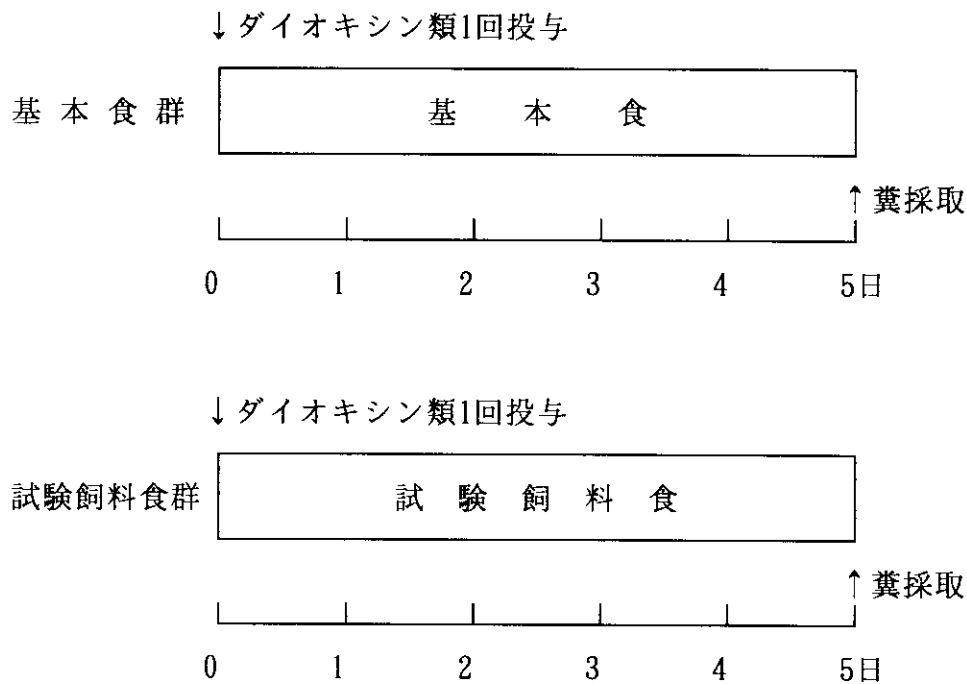 ↓ダイオキシン類1回投与
基本食群
基本食
↑糞採取
0 1 2 3 4 5日
↓ダイオキシン類1回投与
試験飼料食群
試験飼料食
↑糞採取
0 1 2 3 4 5日